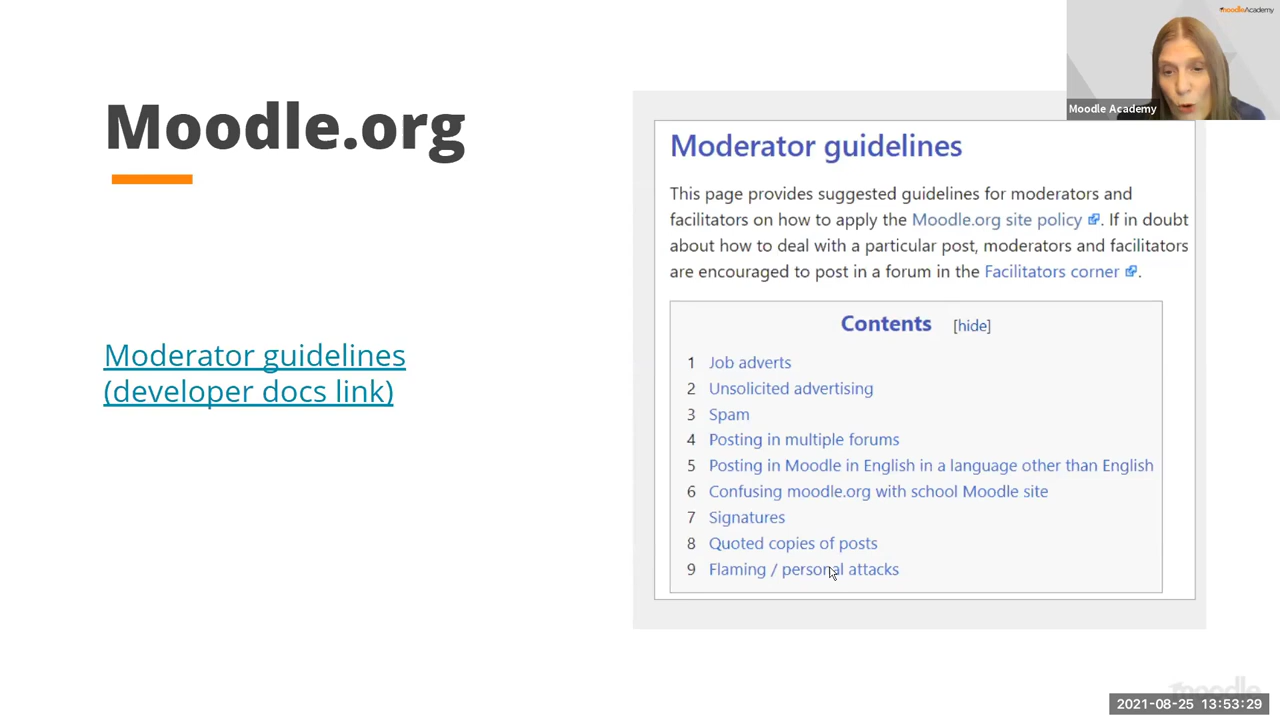 moodleAcademy
Moodle Academy
Moodle.org
Moderator guidelines
(developer docs link)
Moderator guidelines
This page provides suggested guidelines for moderators and
facilitators on how to apply the Moodle.org site policy. If in doubt
about how to deal with a particular post, moderators and facilitators
are encouraged to post in a forum in the Facilitators corner.
Contents [hide]
1 Job adverts
2 Unsolicited advertising
3 Spam
4 Posting in multiple forums
5 Posting in Moodle in English in a language other than English
6 Confusing moodle.org with school Moodle site
7 Signatures
8 Quoted copies of posts
9 Flaming / personal attacks
moodle
2021-08-25 13:53:29